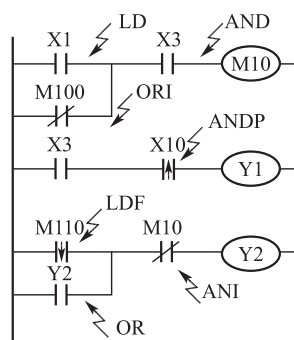 LD AND
X1 X3 M10
M100 ORI
X3 X10 ANDP
Y1
LDF
M110 M10 Y2
Y2 ANI
OR